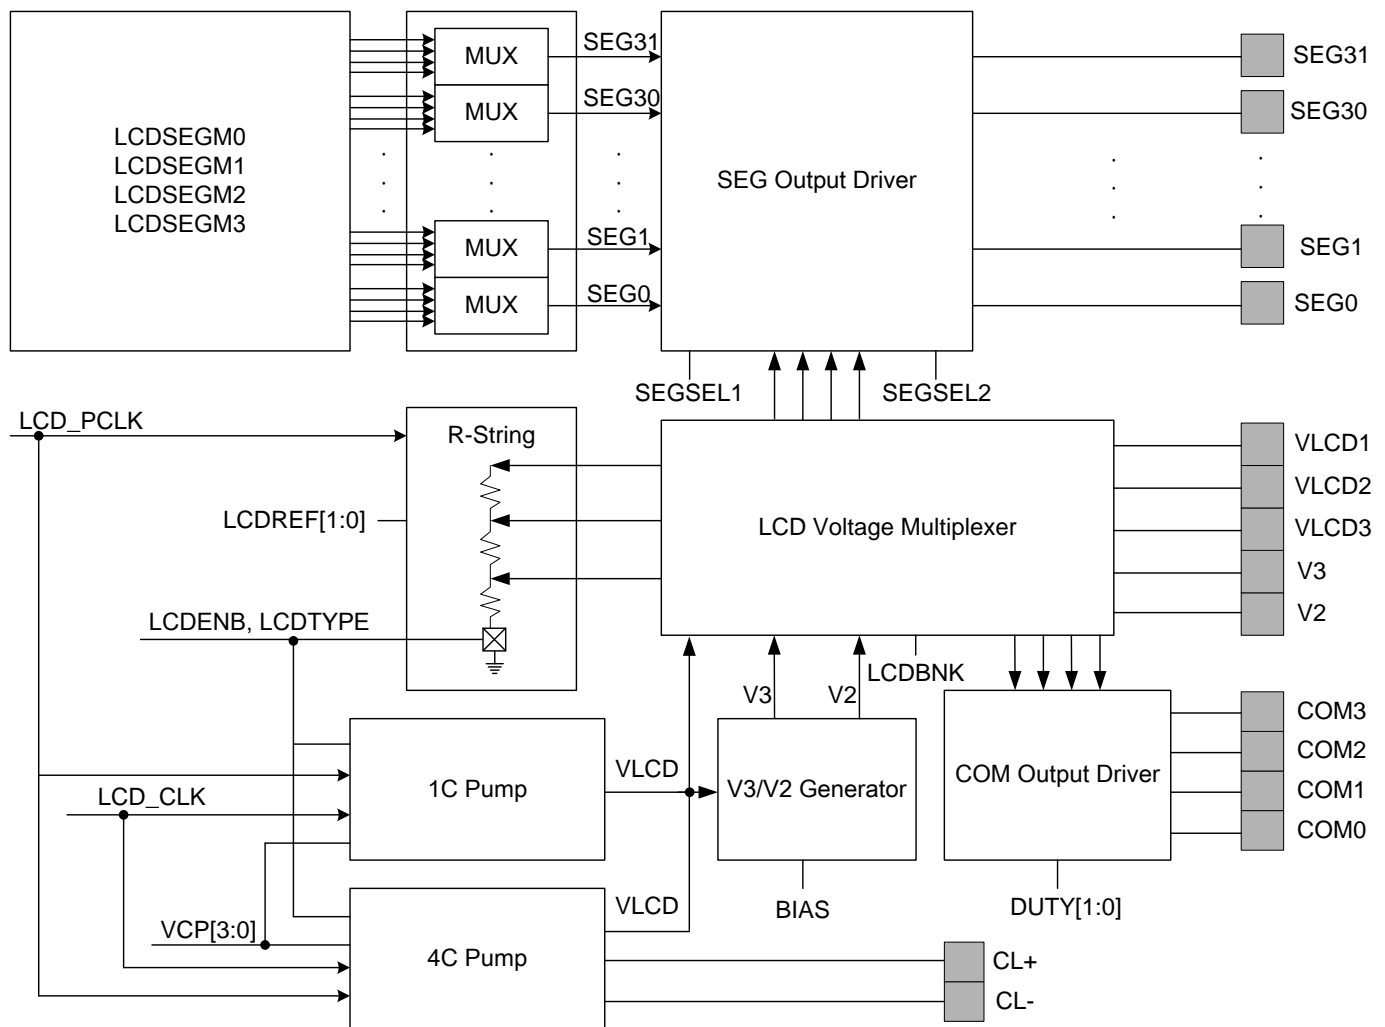 LCDSEGM0
LCDSEGM1
LCDSEGM2
LCDSEGM3
MUX
MUX
MUX
MUX
SEG31
SEG30
SEG1
SEG0
SEG Output Driver
SEG31
SEG30
SEG1
SEG0
SEGSEL1
SEGSEL2
LCD_PCLK
R-String
LCDREF[1:0]
LCDENB, LCDTYPE
LCD Voltage Multiplexer
VLCD1
VLCD2
VLCD3
V3
V2
LCDBNK
V3
V2
1C Pump
VLCD
V3/V2 Generator
COM Output Driver
COM3
COM2
COM1
COM0
LCD_CLK
VCP[3:0]
4C Pump
VLCD
BIAS
DUTY[1:0]
CL+
CL-